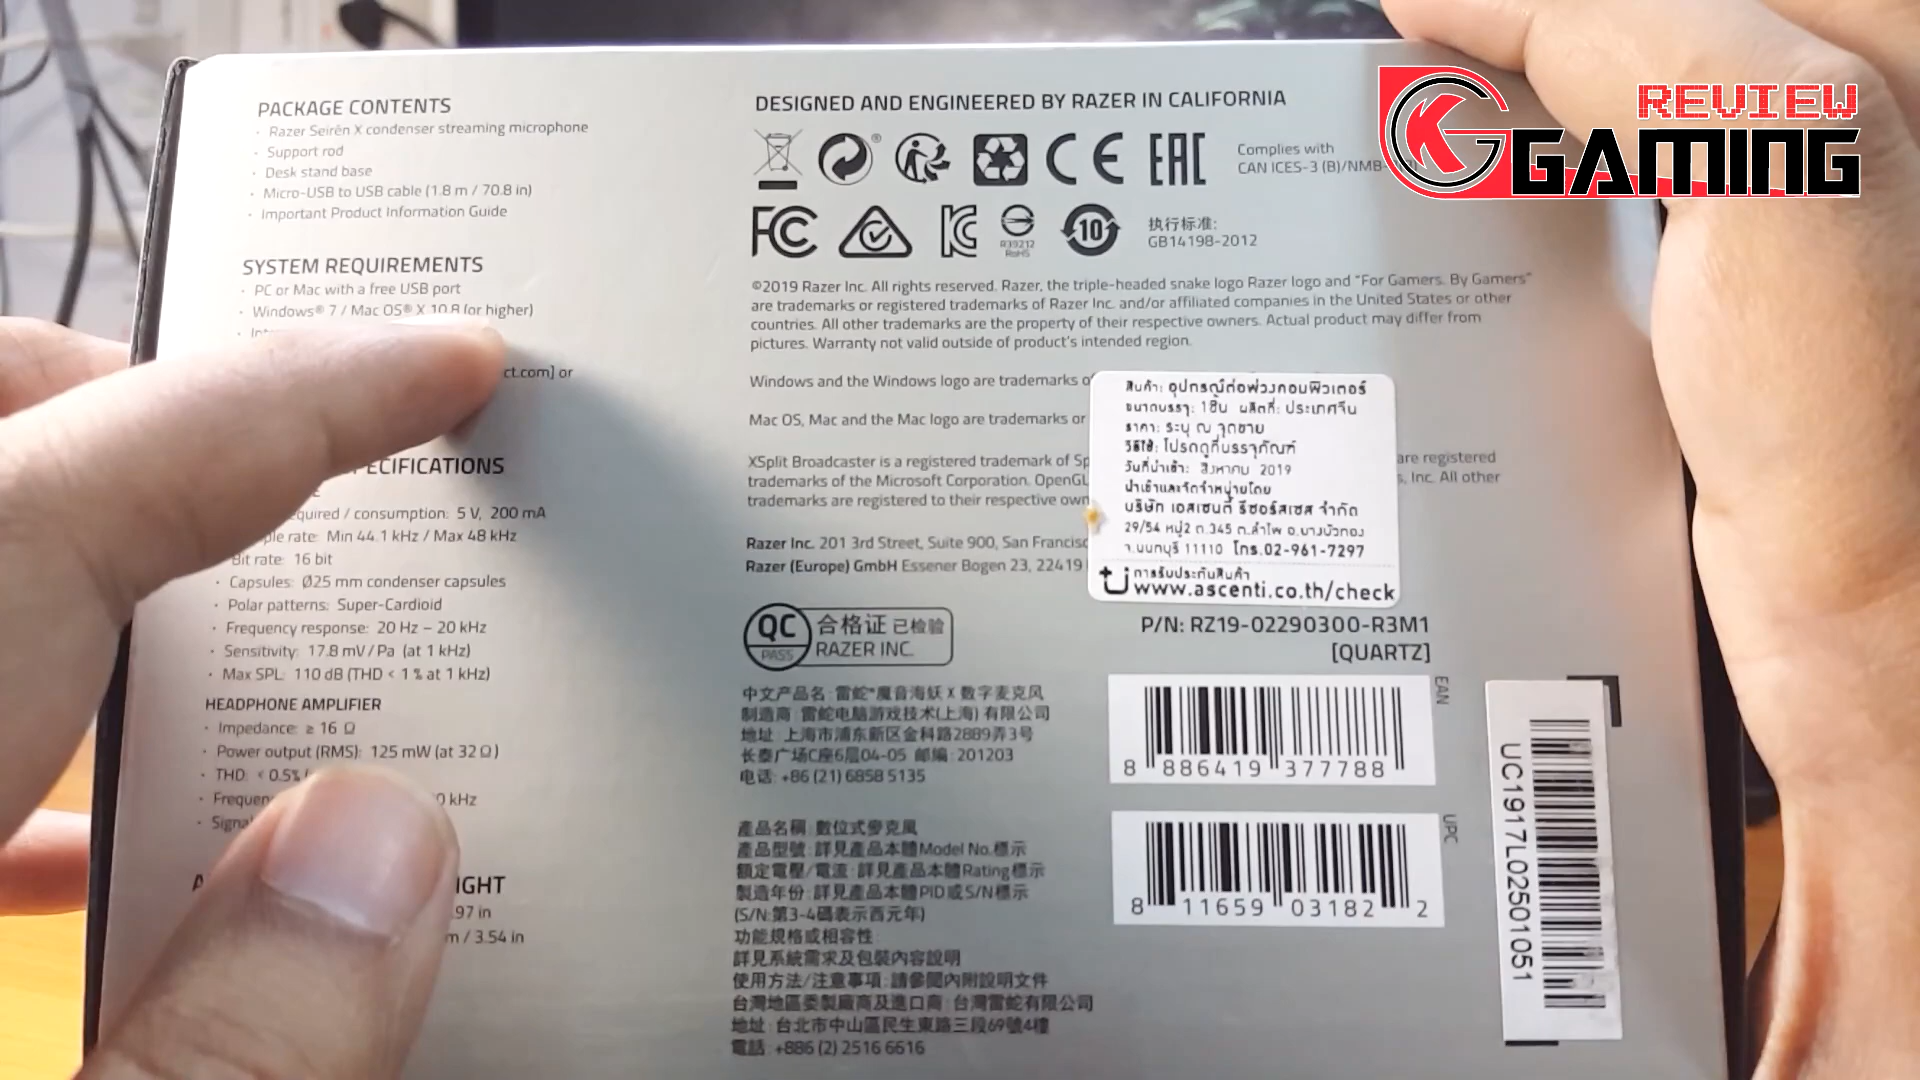 REVIEW
GAMING
PACKAGE CONTENTS
· Razer Seirēn X condenser streaming microphone
· Support rod
· Desk stand base
· Micro-USB to USB cable (1.8 m / 70.8 in)
· Important Product Information Guide
SYSTEM REQUIREMENTS
· PC or Mac with a free USB port
· Windows® 7 / Mac OS® X 10.8 (or higher)
ct.com] or
ECIFICATIONS
equired / consumption: 5 V, 200 mA
ple rate: Min 44.1 kHz / Max 48 kHz
Bit rate: 16 bit
· Capsules: Ø25 mm condenser capsules
· Polar patterns: Super-Cardioid
· Frequency response: 20 Hz – 20 kHz
· Sensitivity: 17.8 mV/Pa (at 1 kHz)
· Max SPL: 110 dB (THD < 1 % at 1 kHz)
HEADPHONE AMPLIFIER
· Impedance: ≥ 16 Ω
· Power output (RMS): 125 mW (at 32 Ω)
· THD: < 0.5%
· Frequen 0 kHz
· Signal
IGHT
.97 in
m / 3.54 in
DESIGNED AND ENGINEERED BY RAZER IN CALIFORNIA
CE EAC
Complies with
CAN ICES-3 (B)/NMB-
FC
R39212
RoHS
10
执行标准:
GB14198-2012
©2019 Razer Inc. All rights reserved. Razer, the triple-headed snake logo Razer logo and "For Gamers. By Gamers"
are trademarks or registered trademarks of Razer Inc. and/or affiliated companies in the United States or other
countries. All other trademarks are the property of their respective owners. Actual product may differ from
pictures. Warranty not valid outside of product's intended region.
Windows and the Windows logo are trademarks o
Mac OS, Mac and the Mac logo are trademarks or
XSplit Broadcaster is a registered trademark of Sp are registered
trademarks of the Microsoft Corporation. OpenGL s, Inc. All other
trademarks are registered to their respective own
Razer Inc. 201 3rd Street, Suite 900, San Francisc
Razer (Europe) GmbH Essener Bogen 23, 22419
สินค้า: อุปกรณ์ต่อพ่วงคอมพิวเตอร์
ขนาดบรรจุ: 1ชิ้น ผลิตที่: ประเทศจีน
ราคา: ระบุ ณ จุดขาย
วิธีใช้: โปรดดูที่บรรจุภัณฑ์
วันที่นำเข้า: สิงหาคม 2019
นำเข้าและจัดจำหน่ายโดย
บริษัท เอสเซนตี้ รีซอร์สเซส จำกัด
29/54 หมู่2 ถ.345 ต.ลำโพ อ.บางบัวทอง
จ.นนทบุรี 11110 โทร.02-961-7297
การรับประกันสินค้า
www.ascenti.co.th/check
QC
PASS
合格证 已检验
RAZER INC.
P/N: RZ19-02290300-R3M1
[QUARTZ]
中文产品名: 雷蛇®魔音海妖 X 数字麦克风
制造商: 雷蛇电脑游戏技术(上海) 有限公司
地址: 上海市浦东新区金科路2889弄3号
长泰广场C座6层04-05 邮编: 201203
电话: +86 (21) 6858 5135
EAN
8 886419 377788
產品名稱: 數位式麥克風
產品型號: 詳見產品本體Model No.標示
額定電壓/電流: 詳見產品本體Rating標示
製造年份: 詳見產品本體PID或S/N標示
(S/N:第3-4碼表示西元年)
功能規格或相容性:
詳見系統需求及包裝內容說明
使用方法/注意事項: 請參閱內附說明文件
台灣地區委製廠商及進口商: 台灣雷蛇有限公司
地址: 台北市中山區民生東路三段69號4樓
電話: +886 (2) 2516 6616
UPC
8 11659 03182 2
UC1917L02501051